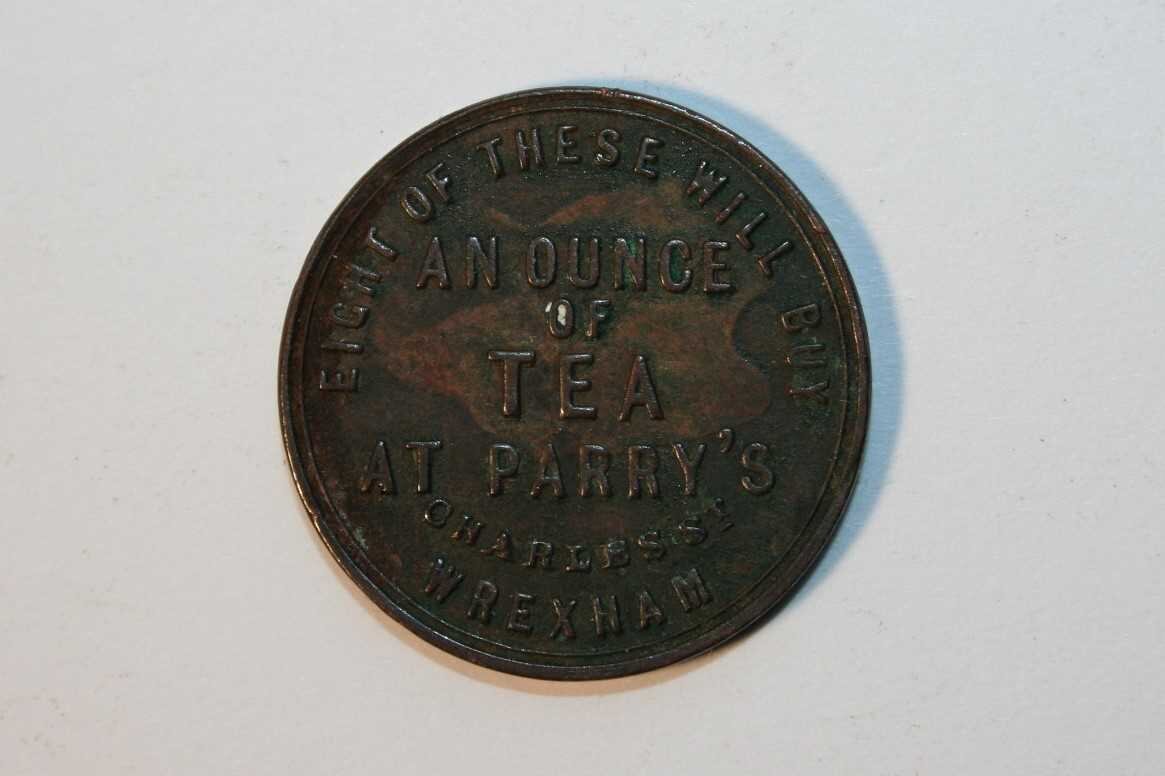 EIGHT OF THESE WILL BUY
AN OUNCE
OF
TEA
AT PARRY'S
CHARLES ST
WREXHAM